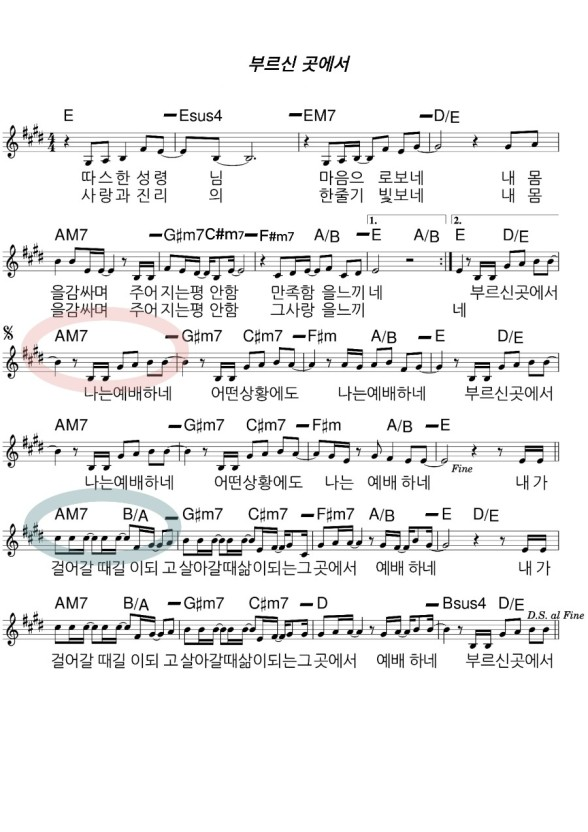 부르신 곳에서
E Esus4 EM7 D/E
따스한 성령 님 마음으 로보네 내 몸
사랑과 진리 의 한줄기 빛보네 내 몸
AM7 G♯m7 C#m7 F♯m7 A/B 1. E A/B 2. E D/E
을감싸며 주어 지는평 안함 만족함 을느끼 네 부르신곳에서
을감싸며 주어 지는평 안함 그사랑 을느끼 네
AM7 G♯m7 C♯m7 F♯m A/B E D/E
나는예배하네 어떤상황에도 나는예배하네 부르신곳에서
AM7 G♯m7 C♯m7 F♯m A/B E
Fine
나는예배하네 어떤상황에도 나는 예배 하네 내 가
AM7 B/A G♯m7 C♯m7 F♯m7 A/B E D/E
걸어갈 때길 이되 고 살아갈때삶이되는그곳에서 예배 하네 내 가
AM7 B/A G♯m7 C♯m7 D Bsus4 D/E
D.S. al Fine
걸어갈 때길 이되 고 살아갈때삶이되는그곳에서 예배 하네 부르신곳에서